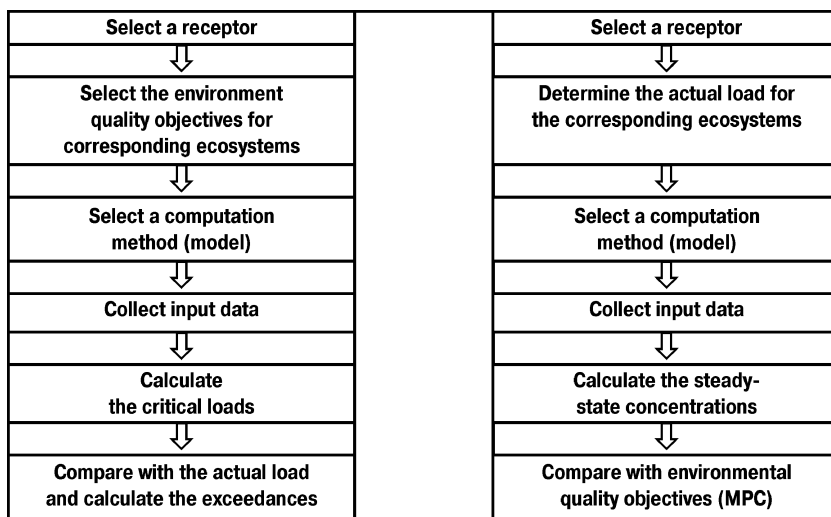 Select a receptor
Select the environment
quality objectives for
corresponding ecosystems
Select a computation
method (model)
Collect input data
Calculate
the critical loads
Compare with the actual load
and calculate the exceedances
Select a receptor
Determine the actual load for
the corresponding ecosystems
Select a computation
method (model)
Collect input data
Calculate the steady-
state concentrations
Compare with environmental
quality objectives (MPC)